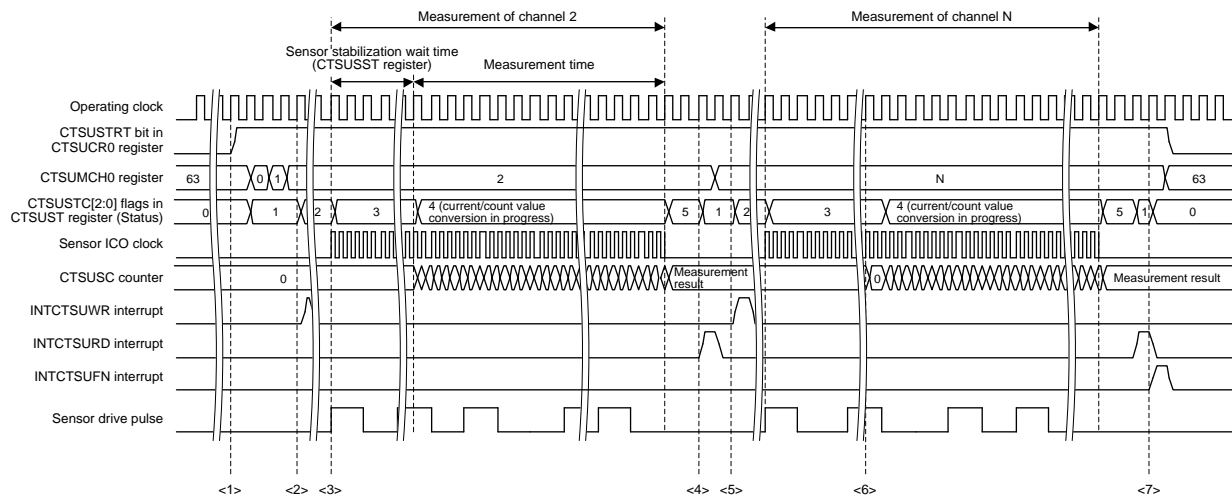 Measurement of channel 2
Measurement of channel N
Sensor stabilization wait time
(CTSUSST register)
Measurement time
Operating clock
CTSUSTRT bit in
CTSUCR0 register
CTSUMCH0 register
63
0
1
2
N
63
CTSUSTC[2:0] flags in
CTSUST register (Status)
0
1
2
3
4 (current/count value
conversion in progress)
5
1
2
3
4 (current/count value
conversion in progress)
5
1
0
Sensor ICO clock
CTSUSC counter
0
Measurement
result
0
Measurement result
INTCTSUWR interrupt
INTCTSURD interrupt
INTCTSUFN interrupt
Sensor drive pulse
<1>
<2>
<3>
<4>
<5>
<6>
<7>